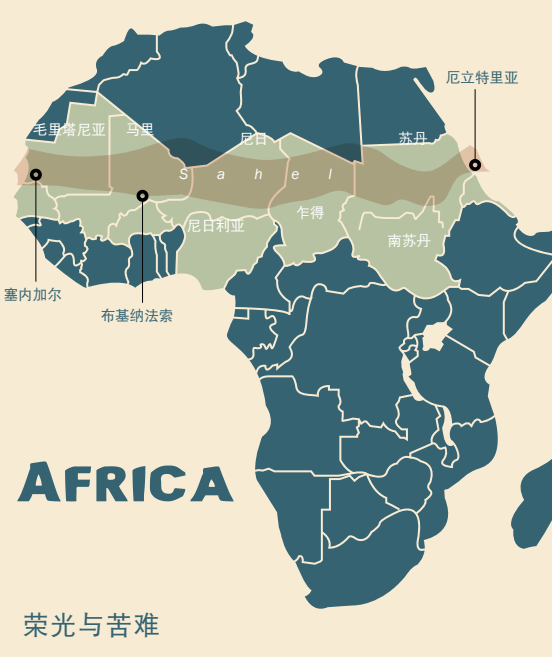 厄立特里亚
毛里塔尼亚
马里
尼日
苏丹
Sahel
乍得
尼日利亚
南苏丹
塞内加尔
布基纳法索
AFRICA
荣光与苦难